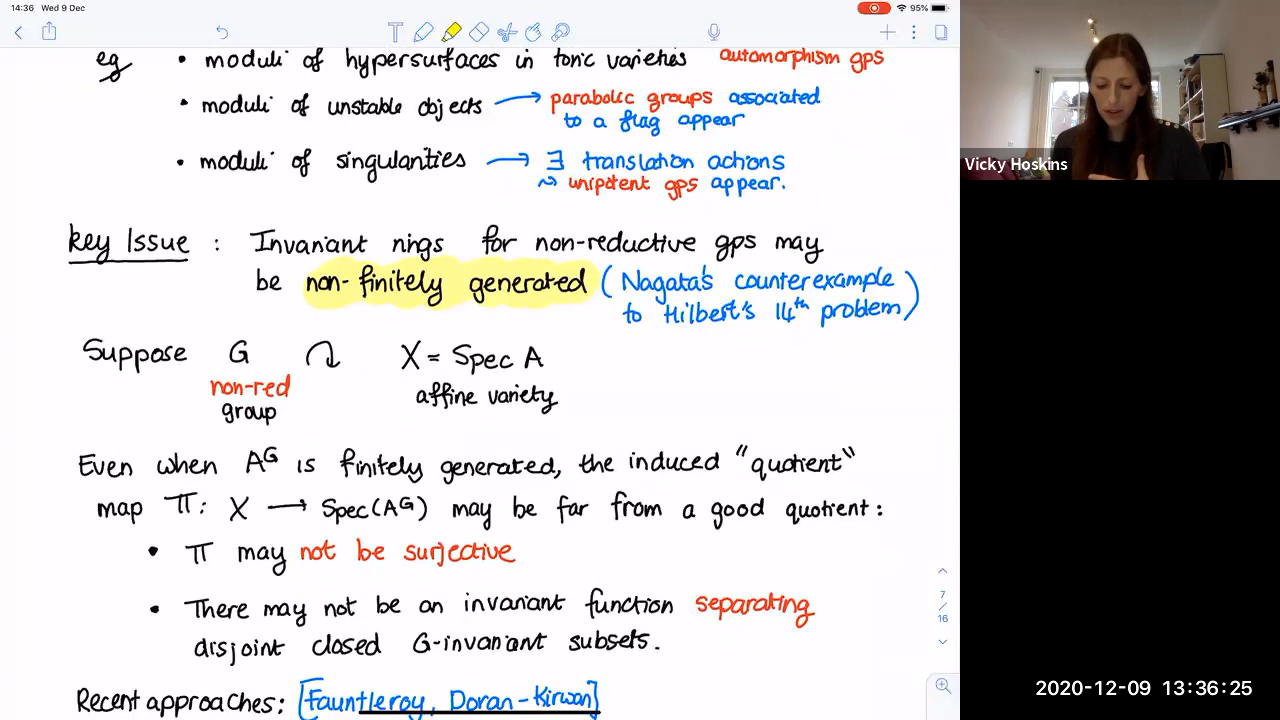 14:36 Wed 9 Dec
95%
eg • moduli of hypersurfaces in toric varieties automorphism gps
• moduli of unstable objects → parabolic groups associated
to a flag appear
• moduli of singularities → ∃ translation actions
⇝ unipotent gps appear.
Key Issue : Invariant rings for non-reductive gps may
be non-finitely generated (Nagata's counterexample
to Hilbert's 14th problem)
Suppose G ↷ X = Spec A
non-red affine variety
group
Even when A^G is finitely generated, the induced "quotient"
map π: X → Spec(A^G) may be far from a good quotient:
• π may not be surjective
• There may not be an invariant function separating
disjoint closed G-invariant subsets.
Recent approaches: [Fauntleroy, Doran-Kirwan]
7
/
16
Vicky Hoskins
2020-12-09 13:36:25